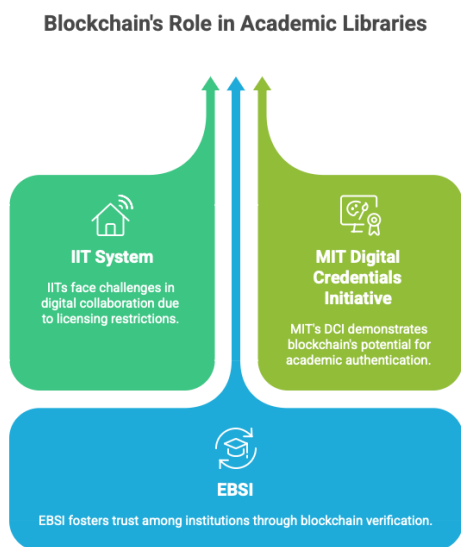 Blockchain's Role in Academic Libraries
IIT System
IITs face challenges in
digital collaboration due
to licensing restrictions.
MIT Digital
Credentials
Initiative
MIT's DCI demonstrates
blockchain's potential for
academic authentication.
EBSI
EBSI fosters trust among institutions through blockchain verification.